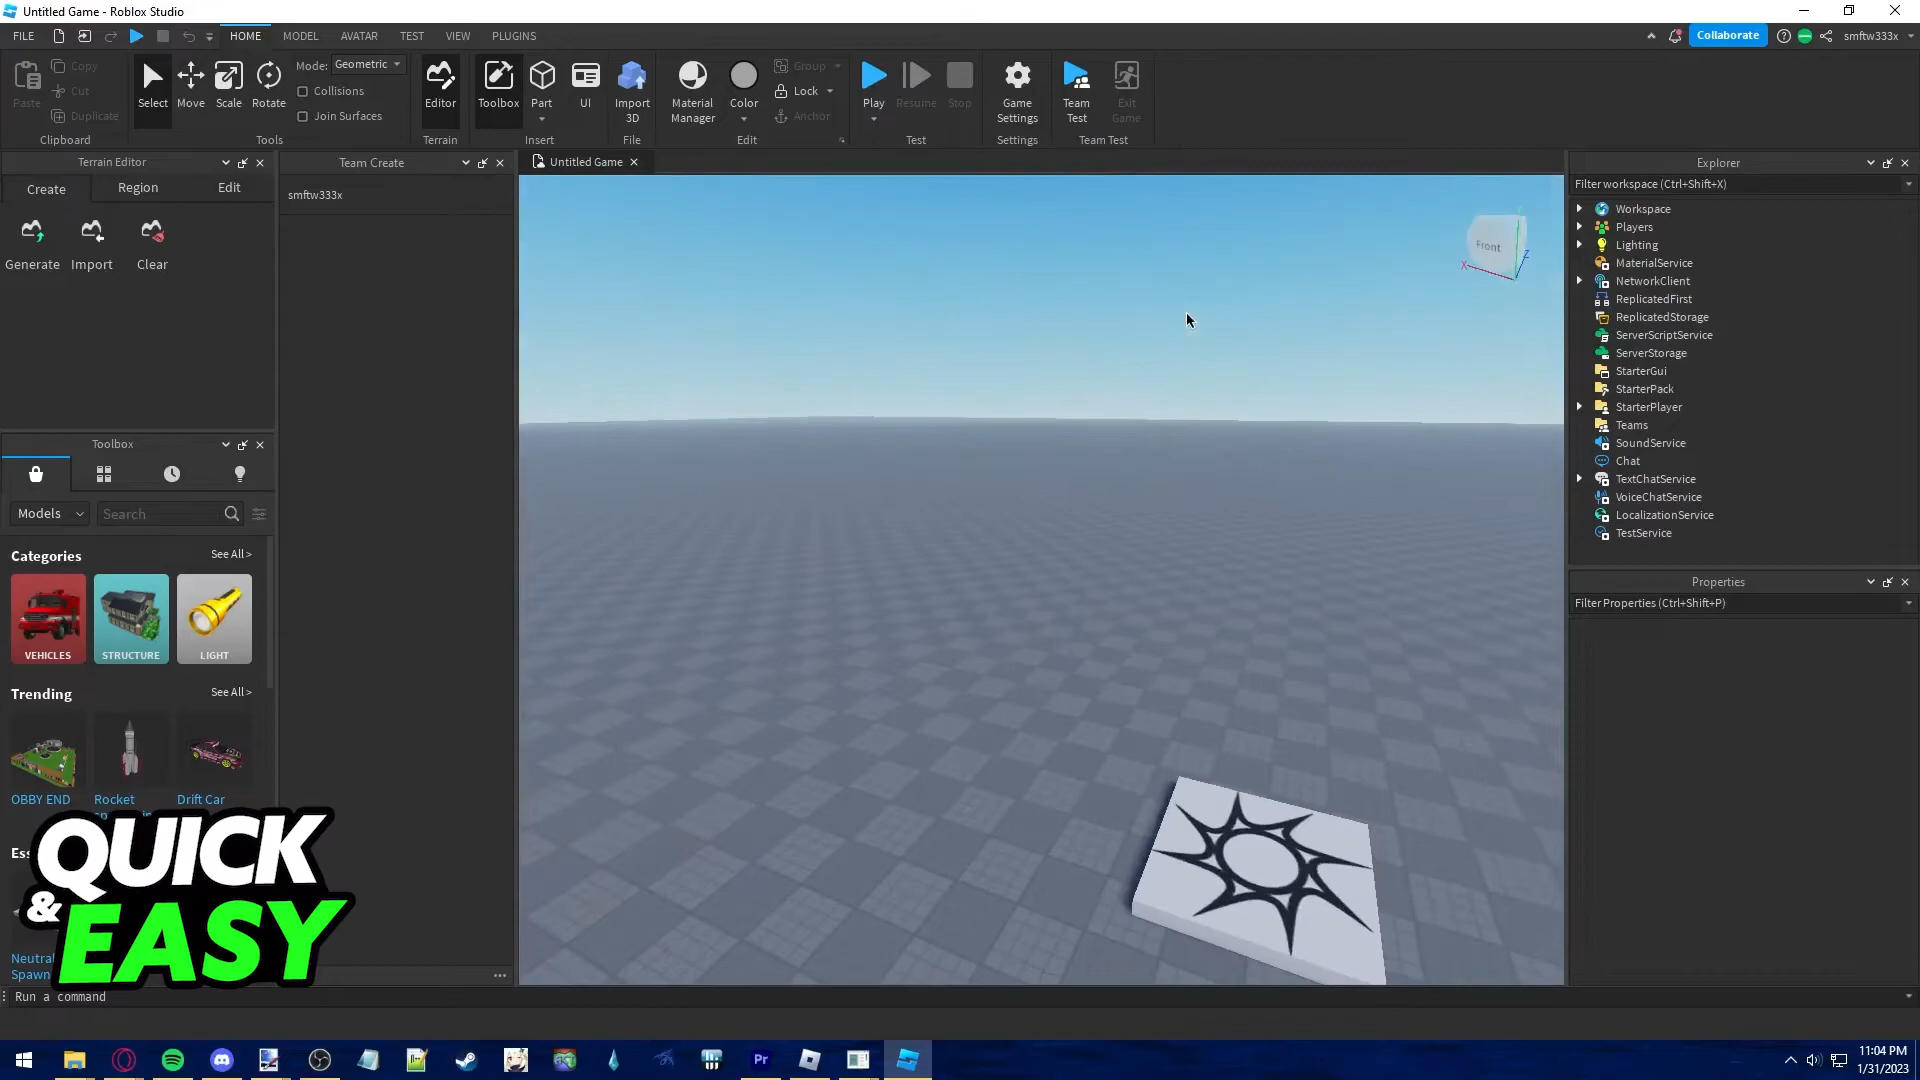 Untitled Game - Roblox Studio
FILE
HOME
MODEL
AVATAR
TEST
VIEW
PLUGINS
Collaborate
smftw333x
Paste
Copy
Cut
Duplicate
Clipboard
Select
Move
Scale
Rotate
Mode: Geometric
Collisions
Join Surfaces
Tools
Editor
Terrain
Toolbox
Part
UI
Insert
Import
3D
File
Material
Manager
Color
Group
Lock
Anchor
Edit
Play
Resume
Stop
Test
Game
Settings
Settings
Team
Test
Exit
Game
Team Test
Terrain Editor
Create
Region
Edit
Generate
Import
Clear
Team Create
smftw333x
Untitled Game
Front
X
Z
Explorer
Filter workspace (Ctrl+Shift+X)
Workspace
Players
Lighting
MaterialService
NetworkClient
ReplicatedFirst
ReplicatedStorage
ServerScriptService
ServerStorage
StarterGui
StarterPack
StarterPlayer
Teams
SoundService
Chat
TextChatService
VoiceChatService
LocalizationService
TestService
Properties
Filter Properties (Ctrl+Shift+P)
Toolbox
Models
Search
Categories
See All >
VEHICLES
STRUCTURE
LIGHT
Trending
See All >
OBBY END
Rocket
Drift Car
Ess
Neutral
Spawn
QUICK
&
EASY
Run a command
Pr
11:04 PM
1/31/2023